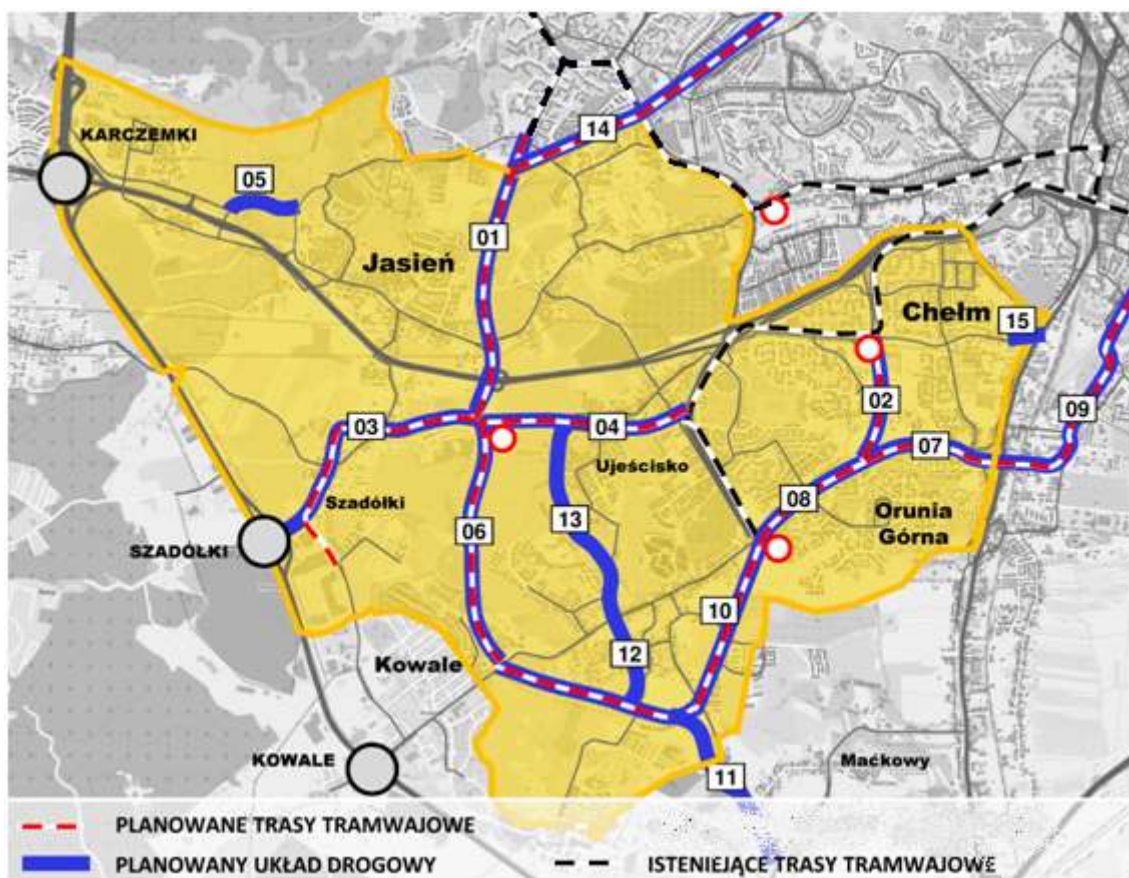 KARCZEMKI
14
05
01
Jasień
Chełm
15
02
09
03
04
07
Ujeścisko
Szadółki
08
Orunia
Górna
SZADÓŁKI
06
13
10
Kowale
12
KOWALE
11
Maćkowy
PLANOWANE TRASY TRAMWAJOWE
PLANOWANY UKŁAD DROGOWY
ISTENIEJĄCE TRASY TRAMWAJOWE